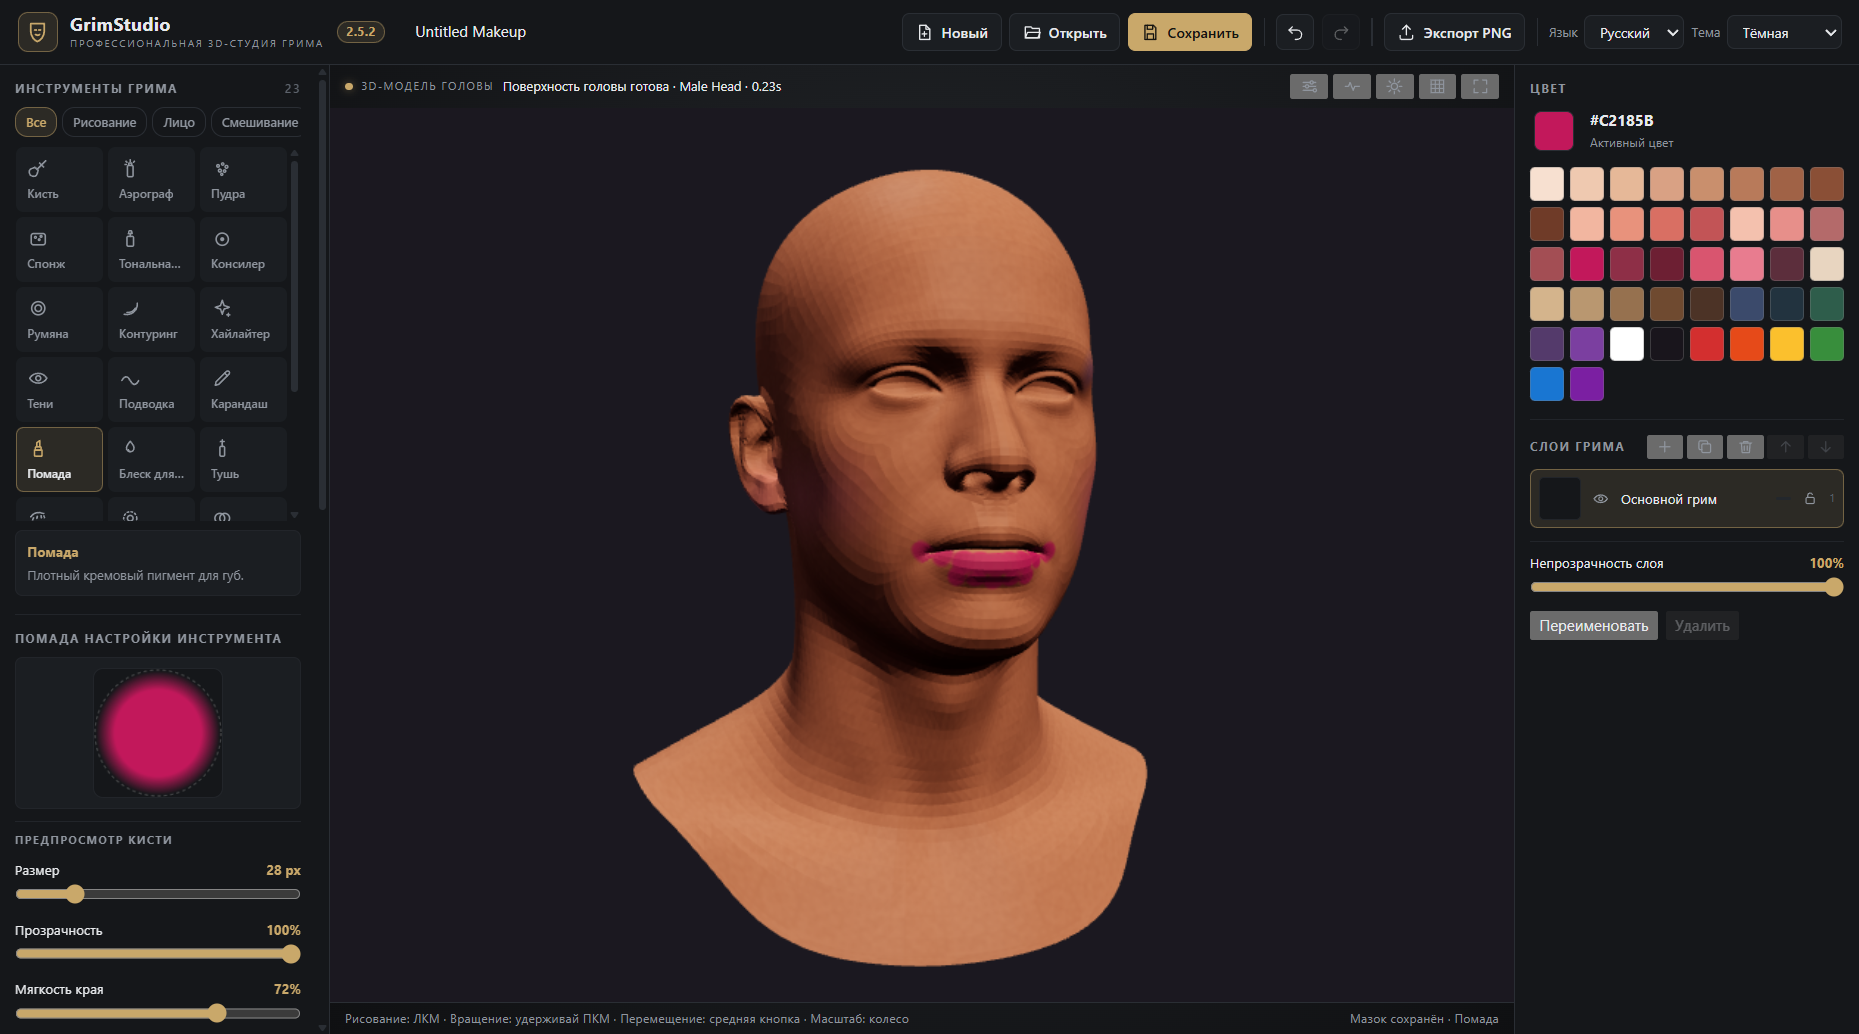 GrimStudio
ПРОФЕССИОНАЛЬНАЯ 3D-СТУДИЯ ГРИМА
2.5.2
Untitled Makeup
Новый
Открыть
Сохранить
Экспорт PNG
Язык
Русский
Тема
Тёмная
ИНСТРУМЕНТЫ ГРИМА
23
Все
Рисование
Лицо
Смешивание
Кисть
Аэрограф
Пудра
Спонж
Тональна...
Консилер
Румяна
Контуринг
Хайлайтер
Тени
Подводка
Карандаш
Помада
Блеск для...
Тушь
Помада
Плотный кремовый пигмент для губ.
ПОМАДА НАСТРОЙКИ ИНСТРУМЕНТА
ПРЕДПРОСМОТР КИСТИ
Размер
28 px
Прозрачность
100%
Мягкость края
72%
3D-МОДЕЛЬ ГОЛОВЫ
Поверхность головы готова · Male Head · 0.23s
Рисование: ЛКМ · Вращение: удерживай ПКМ · Перемещение: средняя кнопка · Масштаб: колесо
Мазок сохранён · Помада
ЦВЕТ
#C2185B
Активный цвет
СЛОИ ГРИМА
Основной грим
1
Непрозрачность слоя
100%
Переименовать
Удалить